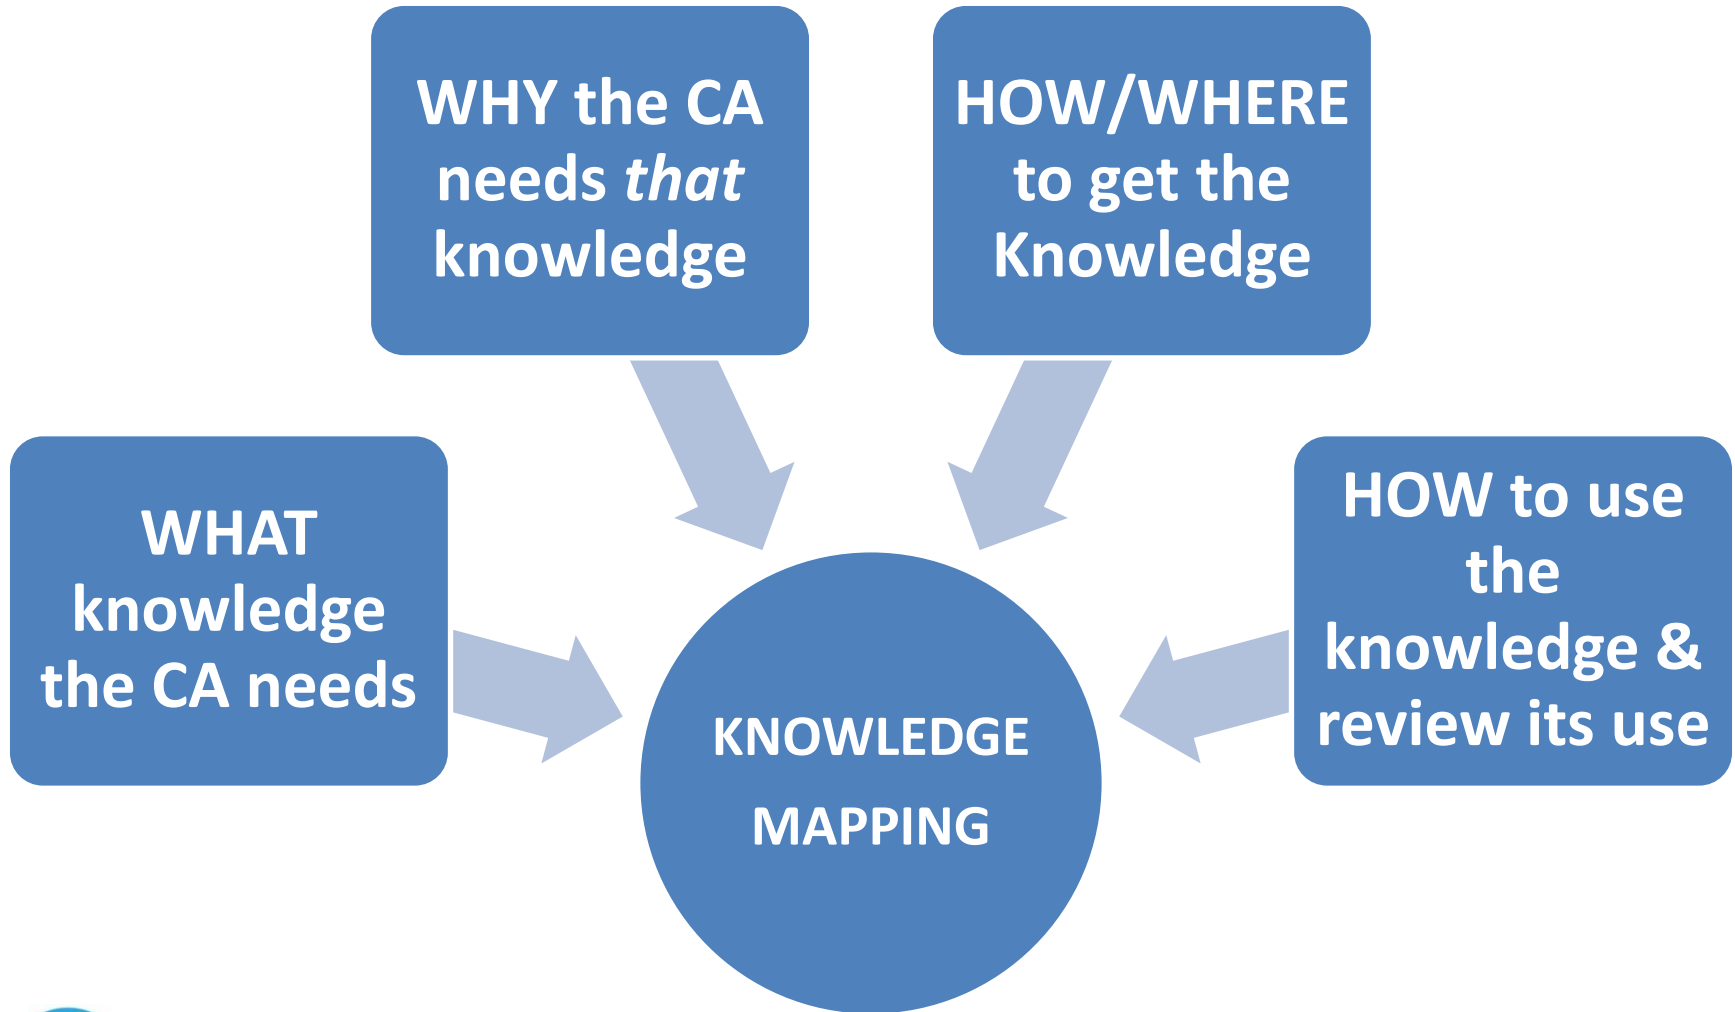 WHY the CA
needs that
knowledge
HOW/WHERE
to get the
Knowledge
WHAT
knowledge
the CA needs
HOW to use
the
knowledge &
review its use
KNOWLEDGE
MAPPING